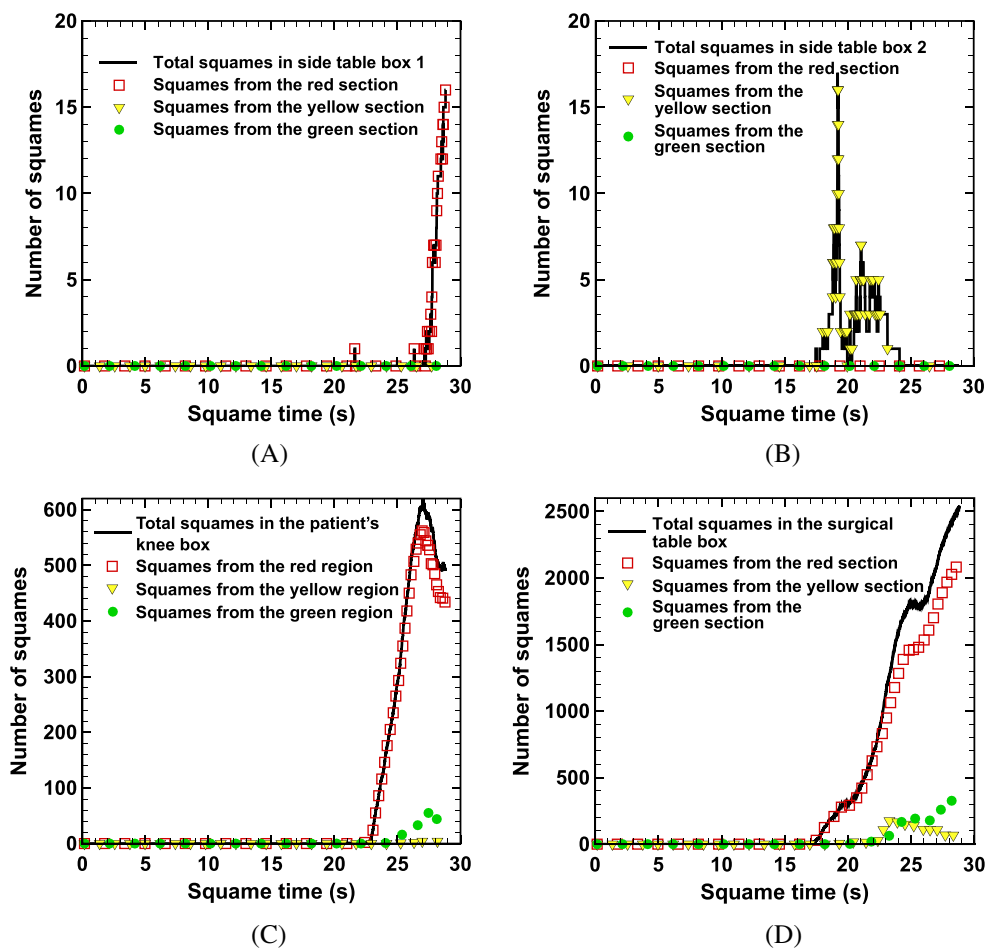 20
15
10
5
0
Number of squames
Total squames in side table box 1
Squames from the red section
Squames from the yellow section
Squames from the green section
0 5 10 15 20 25 30
Squame time (s)
(A)
20
15
10
5
0
Number of squames
Total squames in side table box 2
Squames from the red section
Squames from the
yellow section
Squames from the
green section
0 5 10 15 20 25 30
Squame time (s)
(B)
600
500
400
300
200
100
0
Number of squames
Total squames in the patient's
knee box
Squames from the red region
Squames from the yellow region
Squames from the green region
0 5 10 15 20 25 30
Squame time (s)
(C)
2500
2000
1500
1000
500
0
Number of squames
Total squames in the surgical
table box
Squames from the red section
Squames from the yellow section
Squames from the
green section
0 5 10 15 20 25 30
Squame time (s)
(D)